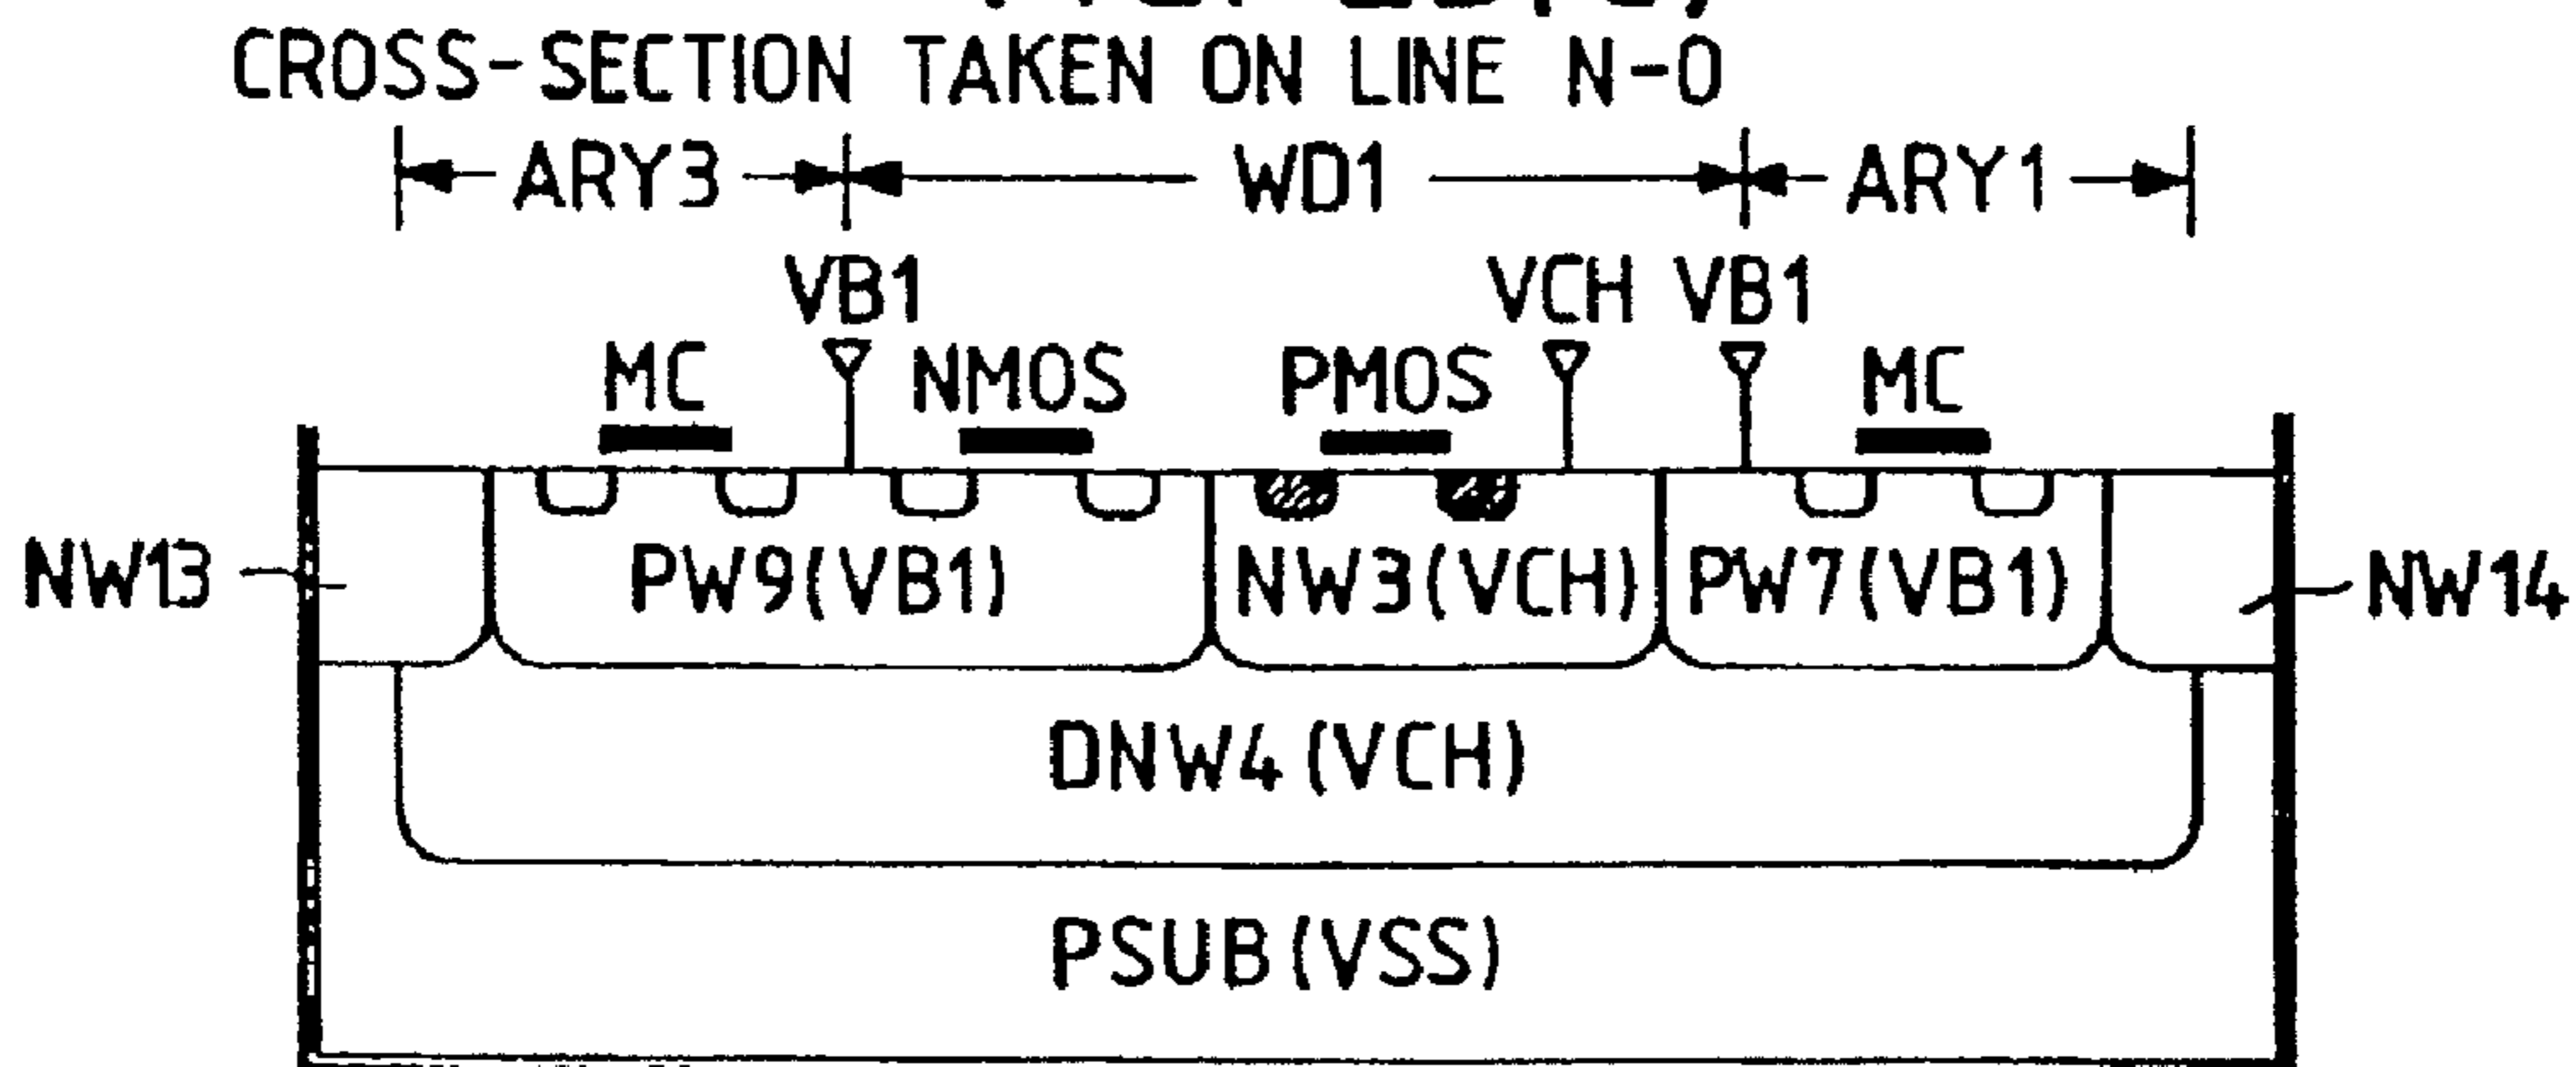 CROSS-SECTION TAKEN ON LINE N-O
ARY3 WD1 ARY1
VB1 VCH VB1
MC NMOS PMOS MC
NW13 PW9(VB1) NW3(VCH) PW7(VB1) NW14
DNW4(VCH)
PSUB(VSS)